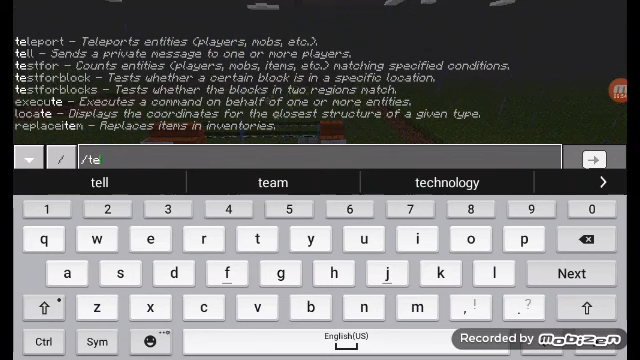 teleport – Teleports entities (players, mobs, etc.).
tell – Sends a private message to one or more players.
testfor – Counts entities (players, mobs, items, etc.) matching specified conditions.
testforblock – Tests whether a certain block is in a specific location.
testforblocks – Tests whether the blocks in two regions match.
execute – Executes a command on behalf of one or more entities.
locate – Displays the coordinates for the closest structure of a given type.
replaceitem – Replaces items in inventories.
/ /te
tell team technology
1 2 3 4 5 6 7 8 9 0
q w e r t y u i o p
a s d f g h j k l Next
z x c v b n m , ! . ?
Ctrl Sym English(US)
Recorded by mobizen